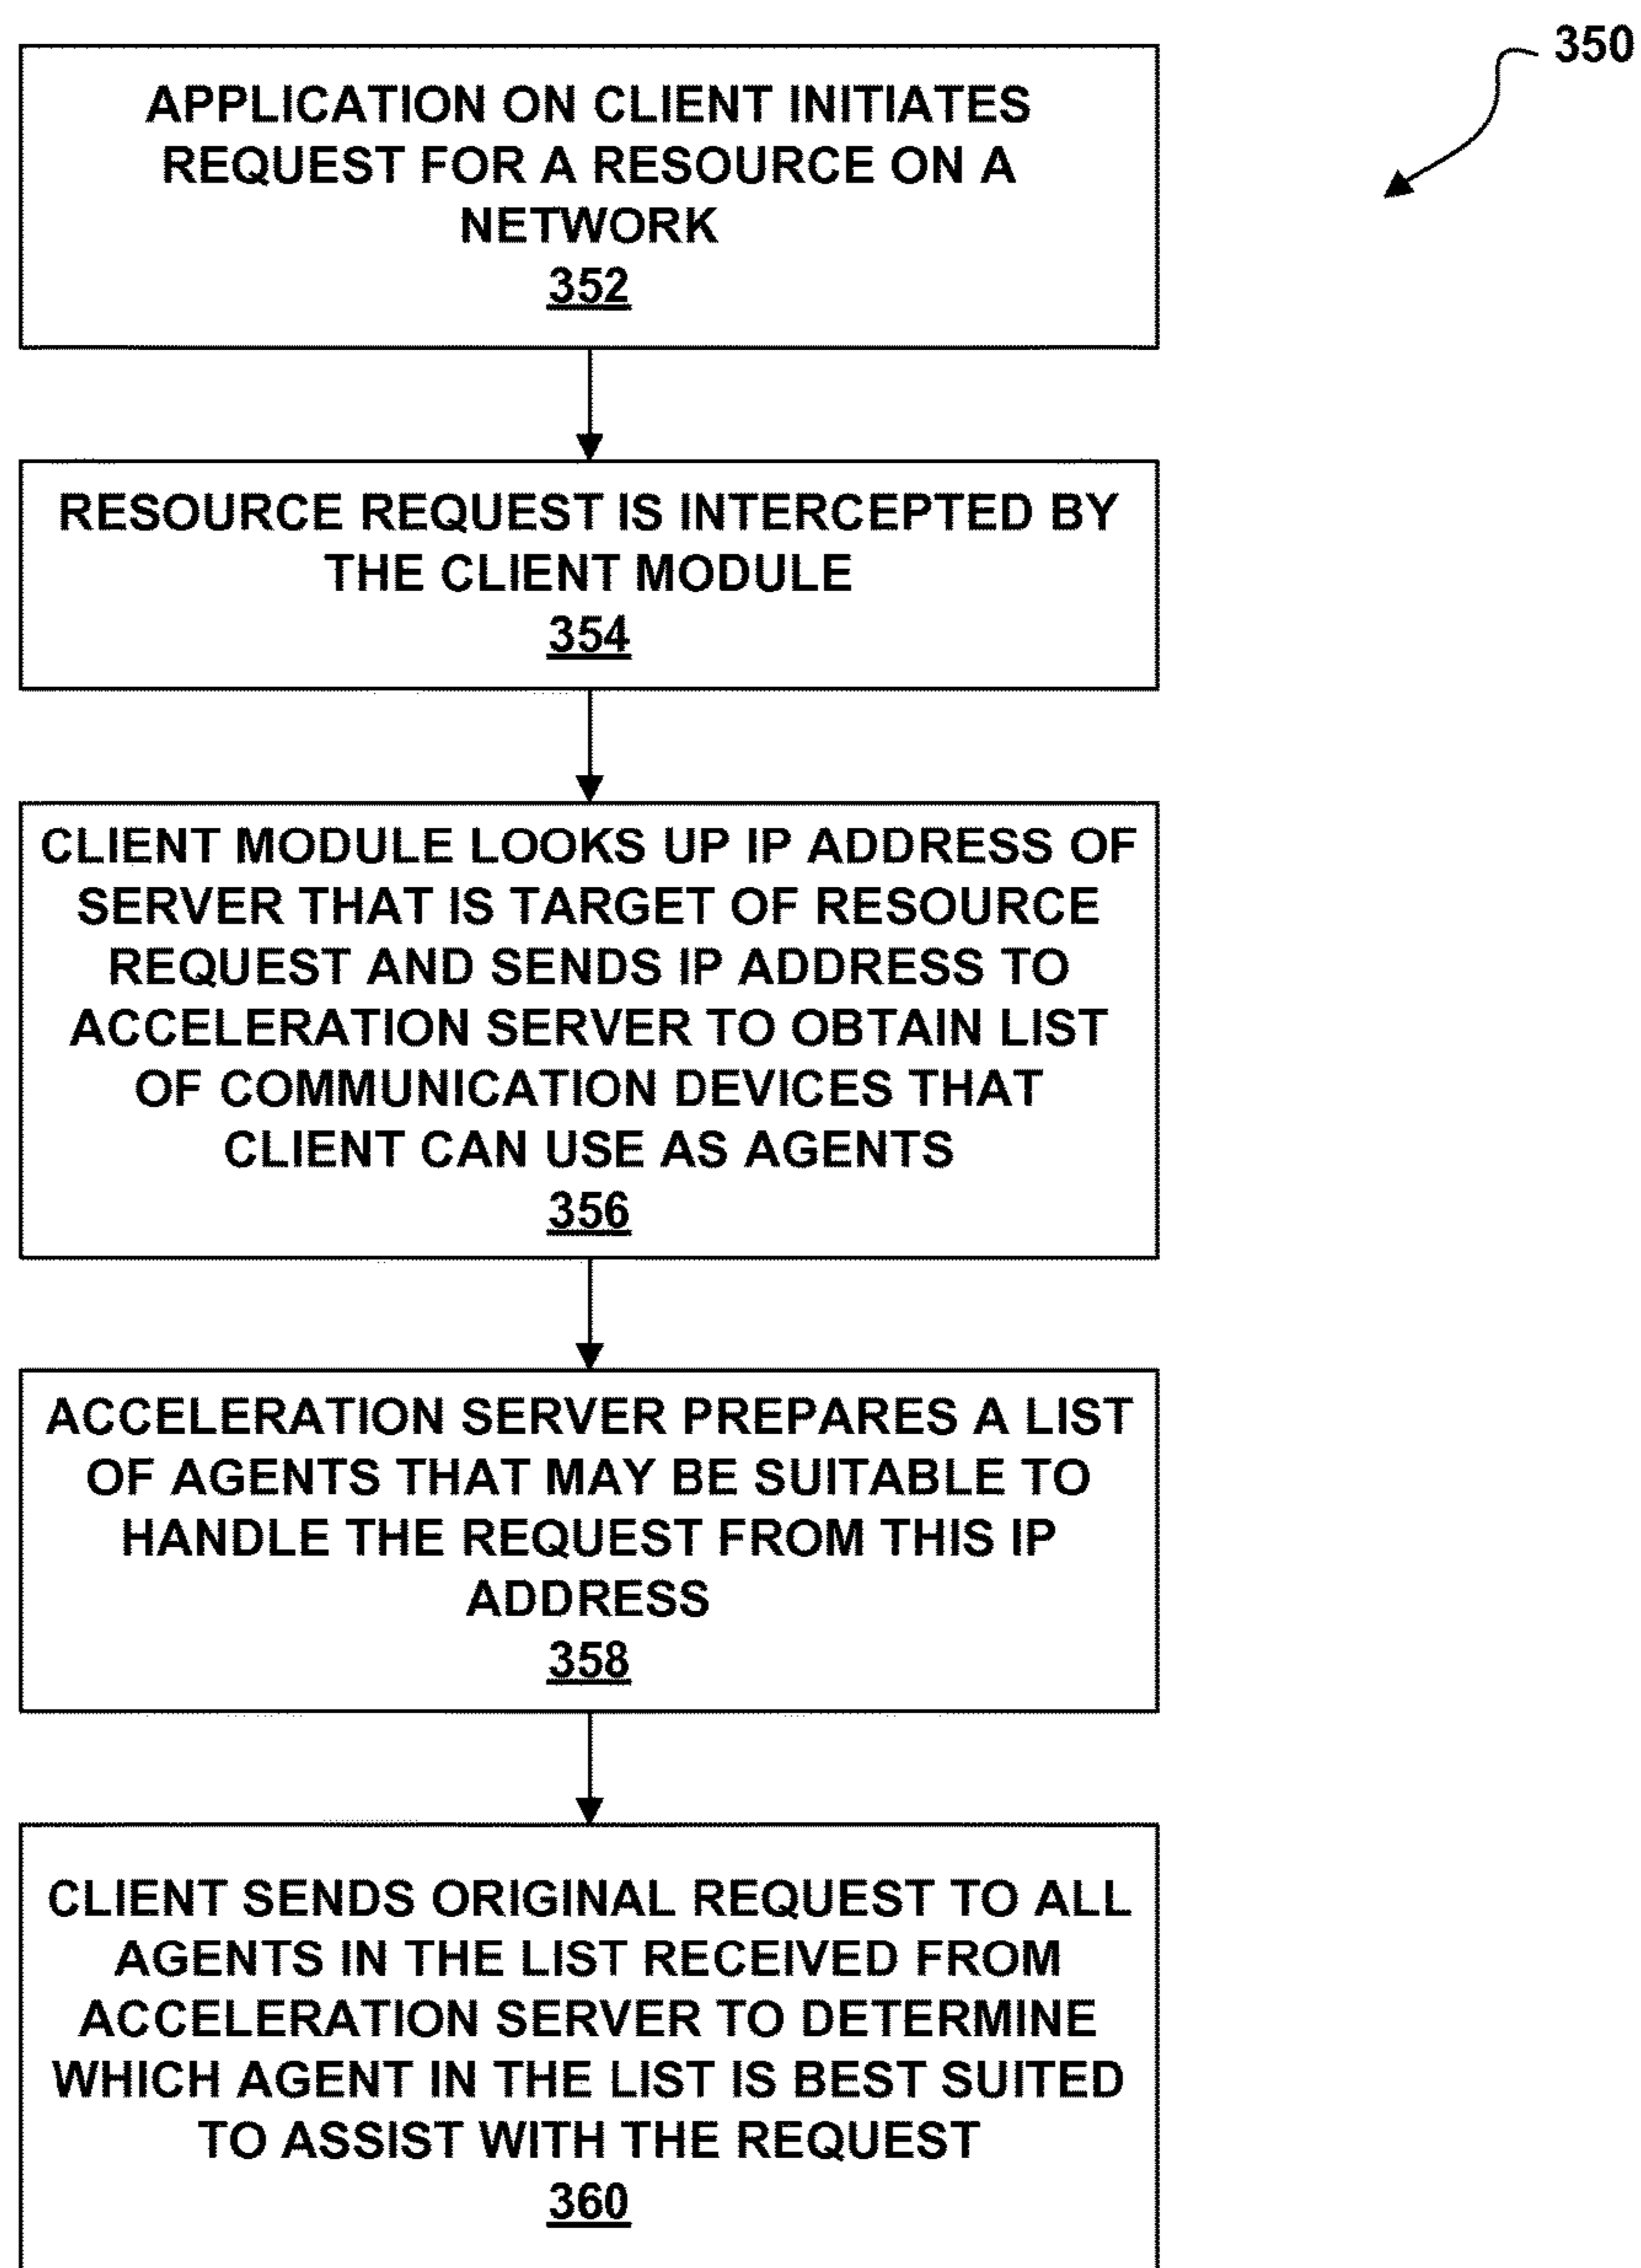 350
APPLICATION ON CLIENT INITIATES
REQUEST FOR A RESOURCE ON A
NETWORK
352
RESOURCE REQUEST IS INTERCEPTED BY
THE CLIENT MODULE
354
CLIENT MODULE LOOKS UP IP ADDRESS OF
SERVER THAT IS TARGET OF RESOURCE
REQUEST AND SENDS IP ADDRESS TO
ACCELERATION SERVER TO OBTAIN LIST
OF COMMUNICATION DEVICES THAT
CLIENT CAN USE AS AGENTS
356
ACCELERATION SERVER PREPARES A LIST
OF AGENTS THAT MAY BE SUITABLE TO
HANDLE THE REQUEST FROM THIS IP
ADDRESS
358
CLIENT SENDS ORIGINAL REQUEST TO ALL
AGENTS IN THE LIST RECEIVED FROM
ACCELERATION SERVER TO DETERMINE
WHICH AGENT IN THE LIST IS BEST SUITED
TO ASSIST WITH THE REQUEST
360